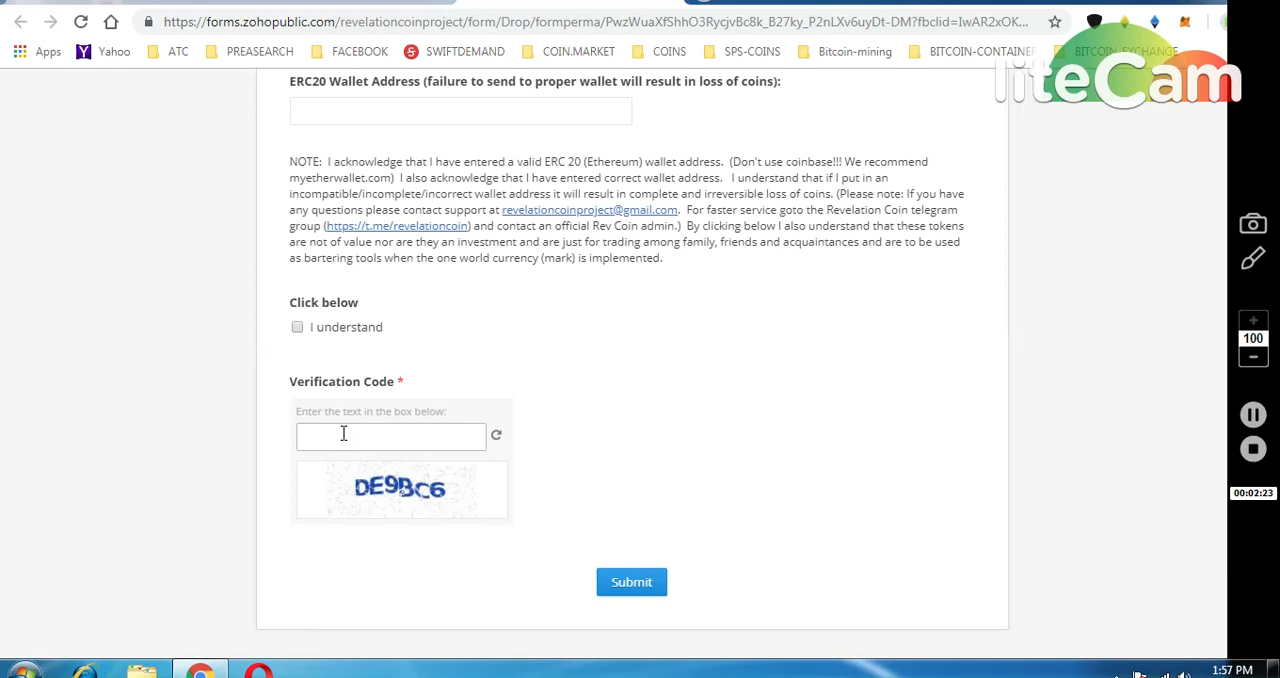 https://forms.zohopublic.com/revelationcoinproject/form/Drop/formperma/PwzWuaXfShhO3RycjvBc8k_B27ky_P2nLXv6uyDt-DM?fbclid=IwAR2xOK...
Apps Yahoo ATC PREASEARCH FACEBOOK SWIFTDEMAND COIN.MARKET COINS SPS-COINS Bitcoin-mining BITCOIN-CONTAINE BITCOIN-EXCHANGE
liteCam
ERC20 Wallet Address (failure to send to proper wallet will result in loss of coins):
NOTE: I acknowledge that I have entered a valid ERC 20 (Ethereum) wallet address. (Don't use coinbase!!! We recommend
myetherwallet.com) I also acknowledge that I have entered correct wallet address. I understand that if I put in an
incompatible/incomplete/incorrect wallet address it will result in complete and irreversible loss of coins. (Please note: If you have
any questions please contact support at revelationcoinproject@gmail.com. For faster service goto the Revelation Coin telegram
group (https://t.me/revelationcoin) and contact an official Rev Coin admin.) By clicking below I also understand that these tokens
are not of value nor are they an investment and are just for trading among family, friends and acquaintances and are to be used
as bartering tools when the one world currency (mark) is implemented.
Click below
I understand
100
Verification Code *
Enter the text in the box below:
DE9BC6
00:02:23
Submit
1:57 PM